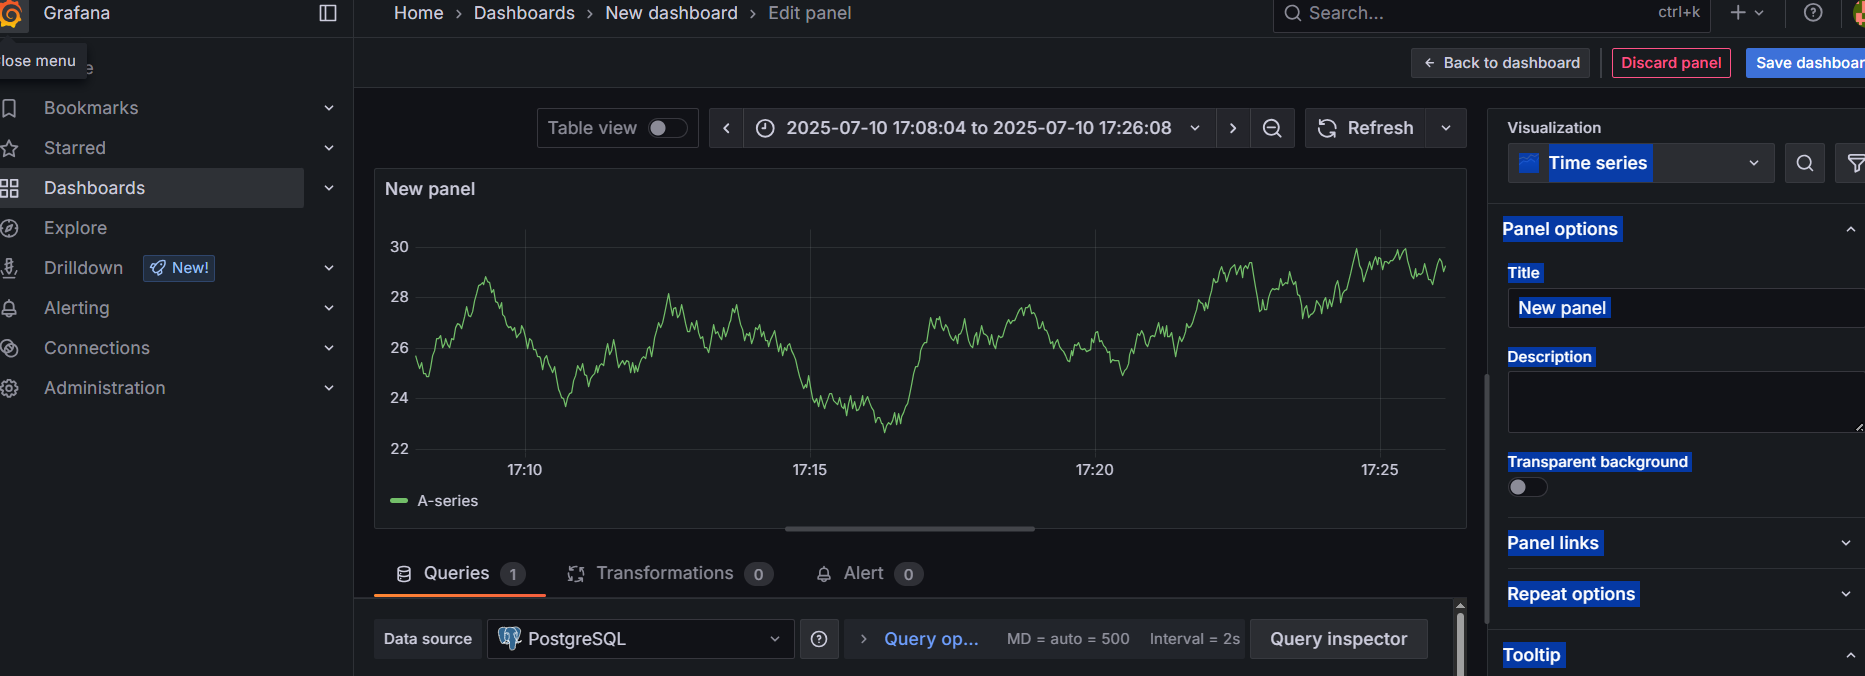 Grafana
Home › Dashboards › New dashboard › Edit panel
Search...
ctrl+k
lose menu
e
← Back to dashboard
Discard panel
Save dashboar
Bookmarks
Starred
Dashboards
Explore
Drilldown
New!
Alerting
Connections
Administration
Table view
2025-07-10 17:08:04 to 2025-07-10 17:26:08
Refresh
New panel
30
28
26
24
22
17:10 17:15 17:20 17:25
A-series
Queries 1
Transformations 0
Alert 0
Data source
PostgreSQL
Query op...
MD = auto = 500
Interval = 2s
Query inspector
Visualization
Time series
Panel options
Title
New panel
Description
Transparent background
Panel links
Repeat options
Tooltip